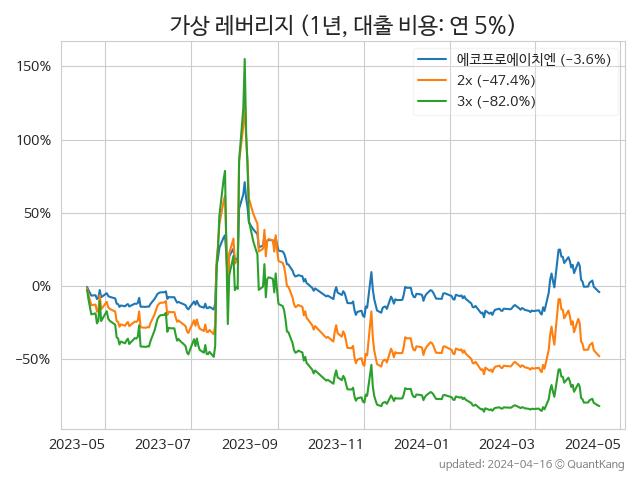 가상 레버리지 (1년, 대출 비용: 연 5%)
에코프로에이치엔 (−3.6%)
2x (−47.4%)
3x (−82.0%)
150%
100%
50%
0%
−50%
2023-05 2023-07 2023-09 2023-11 2024-01 2024-03 2024-05
updated: 2024-04-16 © QuantKang